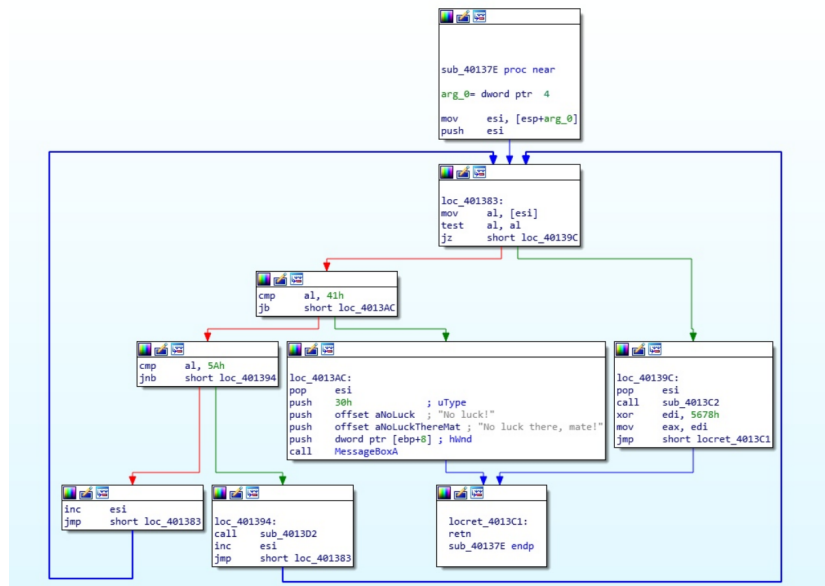 sub_40137E proc near
arg_0= dword ptr 4
mov esi, [esp+arg_0]
push esi
loc_401383:
mov al, [esi]
test al, al
jz short loc_40139C
cmp al, 41h
jb short loc_4013AC
cmp al, 5Ah
jnb short loc_401394
loc_4013AC:
pop esi
push 30h ; uType
push offset aNoLuck ; "No luck!"
push offset aNoLuckThereMat ; "No luck there, mate!"
push dword ptr [ebp+8] ; hWnd
call MessageBoxA
loc_40139C:
pop esi
call sub_4013C2
xor edi, 5678h
mov eax, edi
jmp short locret_4013C1
inc esi
jmp short loc_401383
loc_401394:
call sub_4013D2
inc esi
jmp short loc_401383
locret_4013C1:
retn
sub_40137E endp